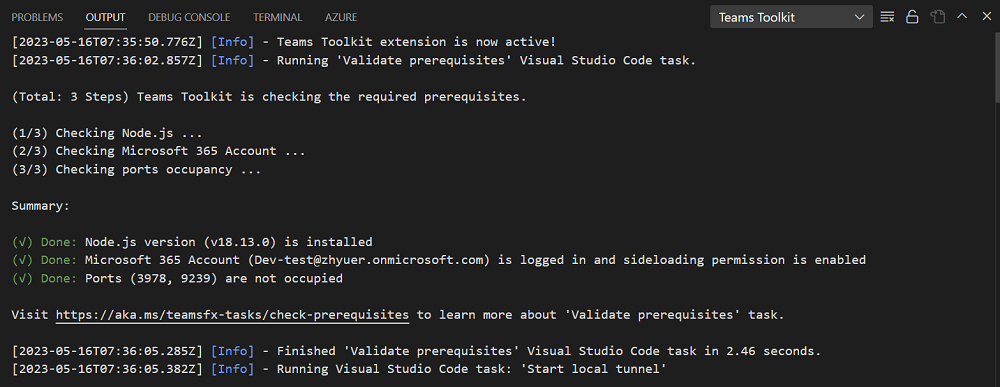 PROBLEMS OUTPUT DEBUG CONSOLE TERMINAL AZURE Teams Toolkit
[2023-05-16T07:35:50.776Z] [Info] - Teams Toolkit extension is now active!
[2023-05-16T07:36:02.857Z] [Info] - Running 'Validate prerequisites' Visual Studio Code task.
(Total: 3 Steps) Teams Toolkit is checking the required prerequisites.
(1/3) Checking Node.js ...
(2/3) Checking Microsoft 365 Account ...
(3/3) Checking ports occupancy ...
Summary:
(√) Done: Node.js version (v18.13.0) is installed
(√) Done: Microsoft 365 Account (Dev-test@zhyuer.onmicrosoft.com) is logged in and sideloading permission is enabled
(√) Done: Ports (3978, 9239) are not occupied
Visit https://aka.ms/teamsfx-tasks/check-prerequisites to learn more about 'Validate prerequisites' task.
[2023-05-16T07:36:05.285Z] [Info] - Finished 'Validate prerequisites' Visual Studio Code task in 2.46 seconds.
[2023-05-16T07:36:05.382Z] [Info] - Running Visual Studio Code task: 'Start local tunnel'